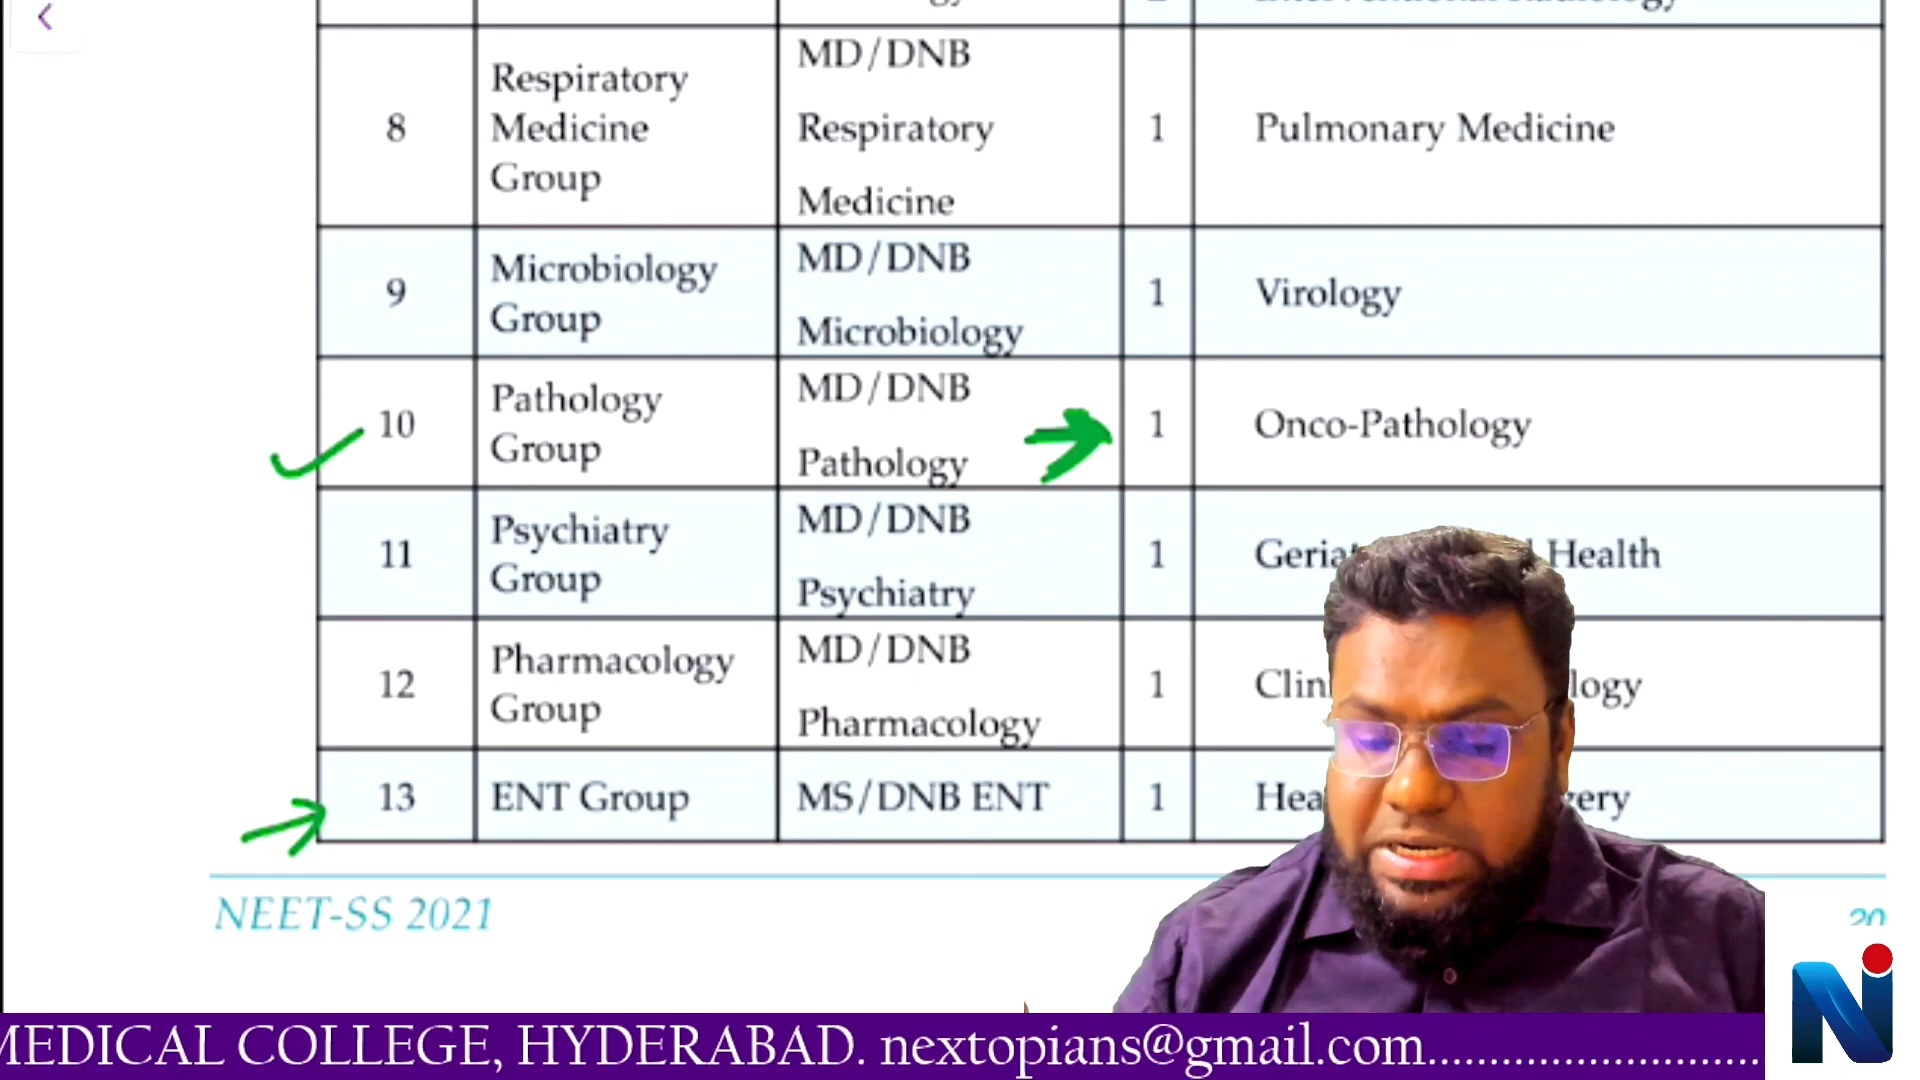 8
Respiratory
Medicine
Group
MD/DNB
Respiratory
Medicine
1
Pulmonary Medicine
9
Microbiology
Group
MD/DNB
Microbiology
1
Virology
10
Pathology
Group
MD/DNB
Pathology
1
Onco-Pathology
11
Psychiatry
Group
MD/DNB
Psychiatry
1
Health
12
Pharmacology
Group
MD/DNB
Pharmacology
1
13
ENT Group
MS/DNB ENT
1
NEET-SS 2021
20
MEDICAL COLLEGE, HYDERABAD. nextopians@gmail.com
N